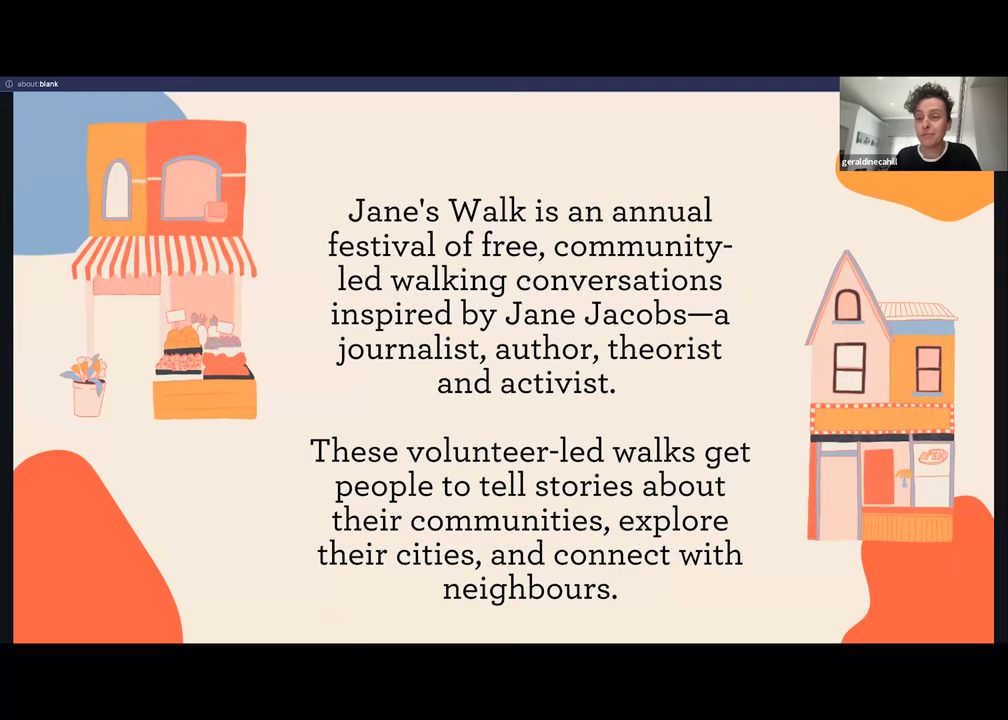 about:blank
geraldinecahill
Jane's Walk is an annual
festival of free, community-
led walking conversations
inspired by Jane Jacobs—a
journalist, author, theorist
and activist.
These volunteer-led walks get
people to tell stories about
their communities, explore
their cities, and connect with
neighbours.
OPEN